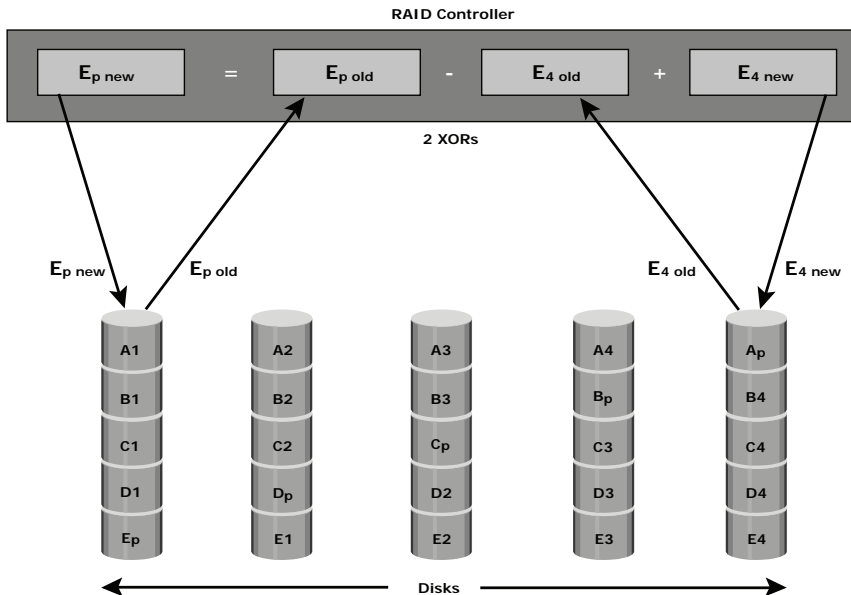 RAID Controller
Ep new = Ep old - E4 old + E4 new
2 XORs
Ep new
Ep old
E4 old
E4 new
A1 A2 A3 A4 Ap
B1 B2 B3 Bp B4
C1 C2 Cp C3 C4
D1 Dp D2 D3 D4
Ep E1 E2 E3 E4
Disks